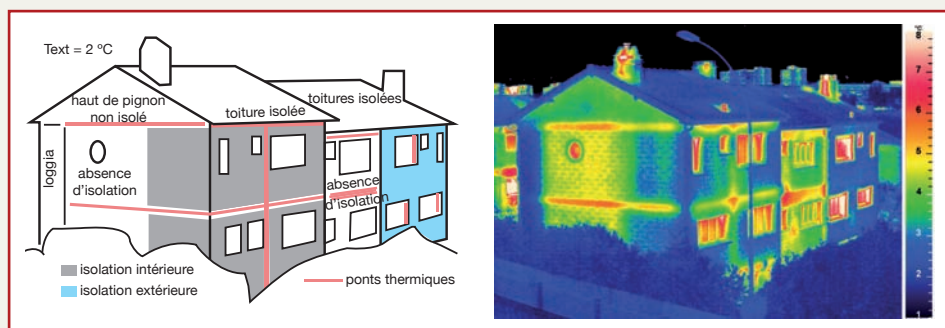 Text = 2 ºC
haut de pignon
non isolé
toiture isolée
toitures isolées
loggia
absence
d'isolation
absence
d'isolation
isolation intérieure
isolation extérieure
ponts thermiques
8
7
6
5
4
3
2
1